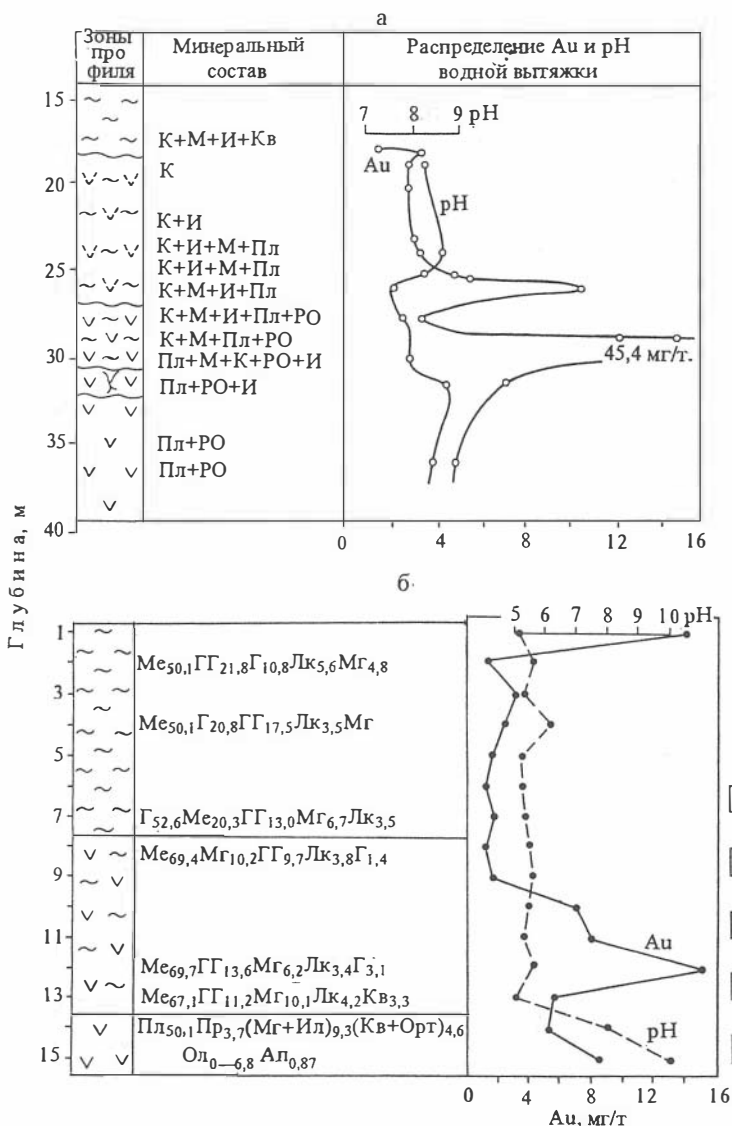 а
Зоны профиля
Минеральный состав
Распределение Au и pH водной вытяжки
15
20
25
30
35
40
Глубина, м
7 8 9 pH
Au
pH
45,4 мг/т.
К+М+И+Кв
К
К+И
К+И+М+Пл
К+И+М+Пл
К+М+И+Пл
К+М+И+Пл+РО
К+М+Пл+РО
Пл+М+К+РО+И
Пл+РО+И
Пл+РО
Пл+РО
0 4 8 12 16
б
1
3
5
7
9
11
13
15
5 6 7 8 9 10 pH
Ме50,1ГГ21,8Г10,8Лк5,6Мг4,8
Ме50,1Г20,8ГГ17,5Лк3,5Мг
Г52,6Ме20,3ГГ13,0Мг6,7Лк3,5
Ме69,4Мг10,2ГГ9,7Лк3,8Г1,4
Ме69,7ГГ13,6Мг6,2Лк3,4Г3,1
Ме67,1ГГ11,2Мг10,1Лк4,2Кв3,3
Пл50,1Пр3,7(Мг+Ил)9,3(Кв+Орт)4,6
Ол0—6,8 Ап0,87
Au
pH
0 4 8 12 16
Au, мг/т